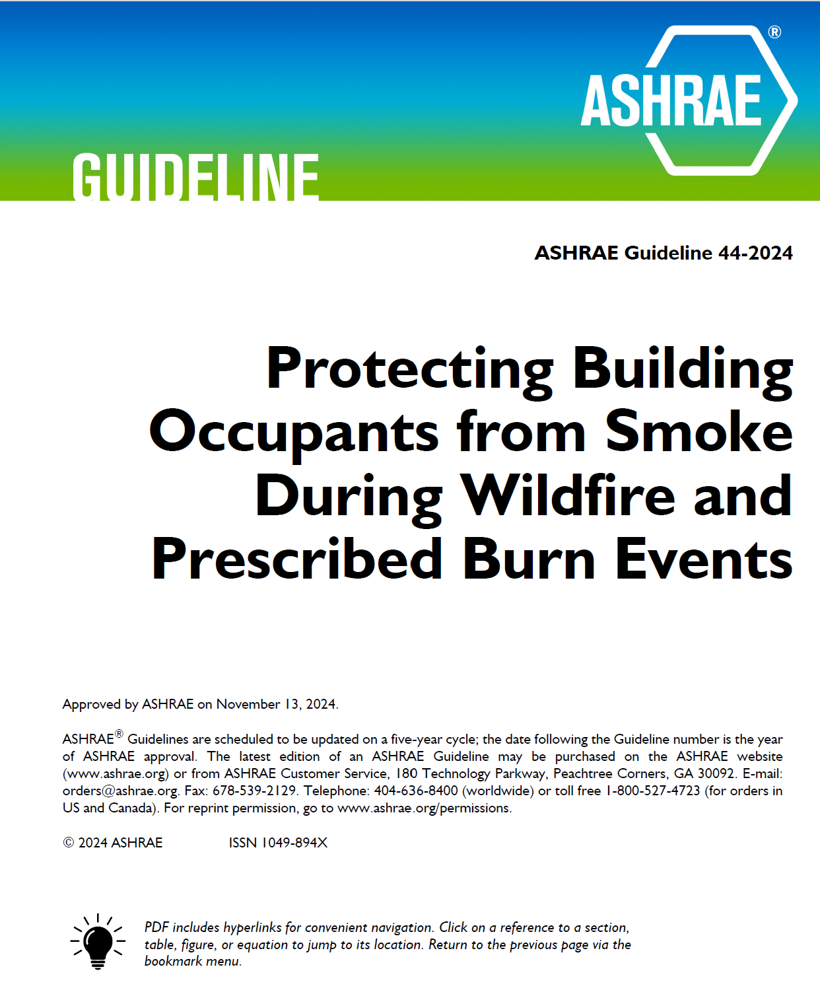 ASHRAE®
GUIDELINE
ASHRAE Guideline 44-2024
Protecting Building
Occupants from Smoke
During Wildfire and
Prescribed Burn Events
Approved by ASHRAE on November 13, 2024.
ASHRAE® Guidelines are scheduled to be updated on a five-year cycle; the date following the Guideline number is the year
of ASHRAE approval. The latest edition of an ASHRAE Guideline may be purchased on the ASHRAE website
(www.ashrae.org) or from ASHRAE Customer Service, 180 Technology Parkway, Peachtree Corners, GA 30092. E-mail:
orders@ashrae.org. Fax: 678-539-2129. Telephone: 404-636-8400 (worldwide) or toll free 1-800-527-4723 (for orders in
US and Canada). For reprint permission, go to www.ashrae.org/permissions.
© 2024 ASHRAE ISSN 1049-894X
PDF includes hyperlinks for convenient navigation. Click on a reference to a section,
table, figure, or equation to jump to its location. Return to the previous page via the
bookmark menu.